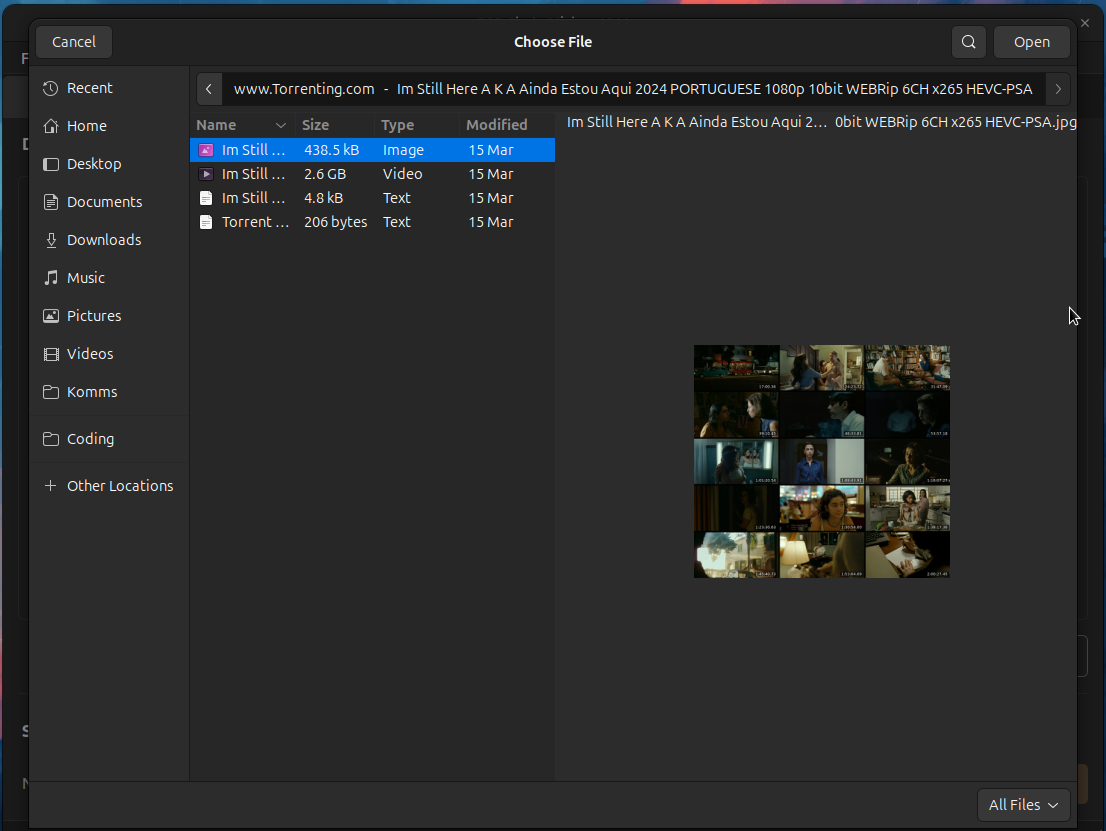 Cancel
Choose File
Open
Recent
Home
Desktop
Documents
Downloads
Music
Pictures
Videos
Komms
Coding
Other Locations
www.Torrenting.com - Im Still Here A K A Ainda Estou Aqui 2024 PORTUGUESE 1080p 10bit WEBRip 6CH x265 HEVC-PSA
Name Size Type Modified
Im Still ... 438.5 kB Image 15 Mar
Im Still ... 2.6 GB Video 15 Mar
Im Still ... 4.8 kB Text 15 Mar
Torrent ... 206 bytes Text 15 Mar
Im Still Here A K A Ainda Estou Aqui 2... 0bit WEBRip 6CH x265 HEVC-PSA.jpg
All Files